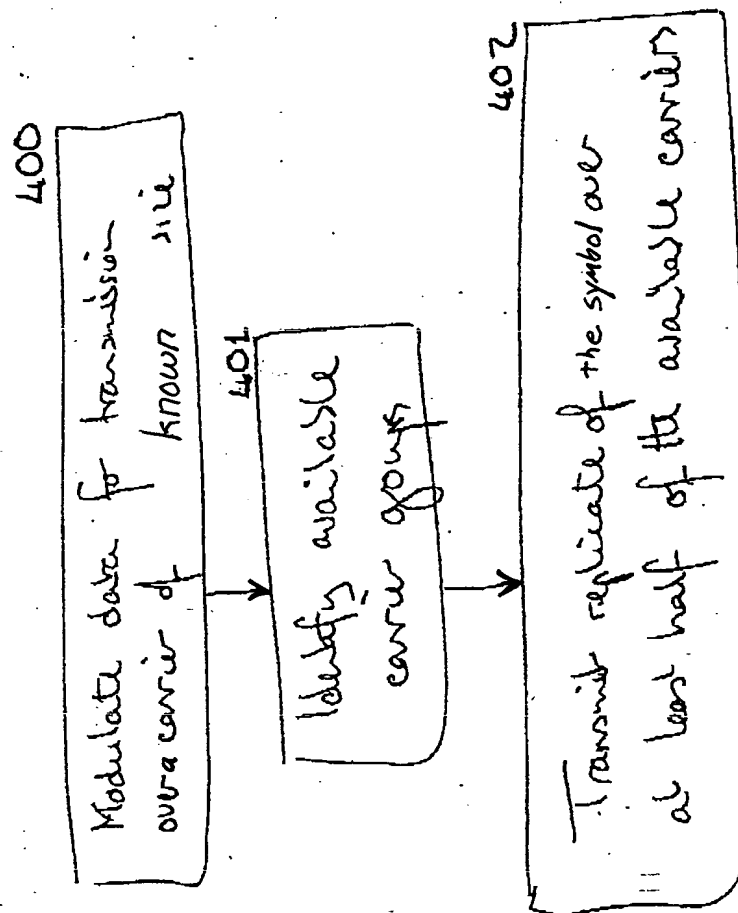 400
Modulate data for transmission
over a carrier of known size
401
Identify available
carrier groups
402
Transmit replicate of the symbol over
at least half of the available carriers